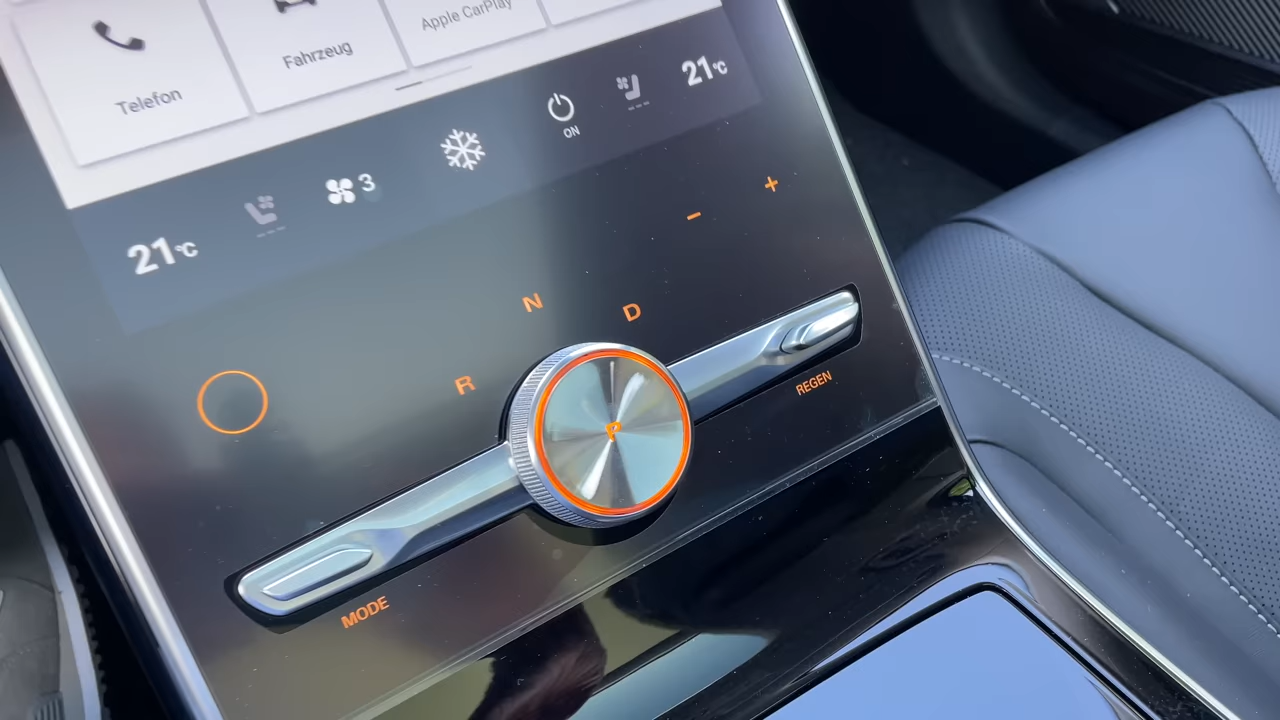 Telefon
Fahrzeug
Apple CarPlay
21°C
3
ON
21°C
- +
R
N
D
P
MODE
REGEN